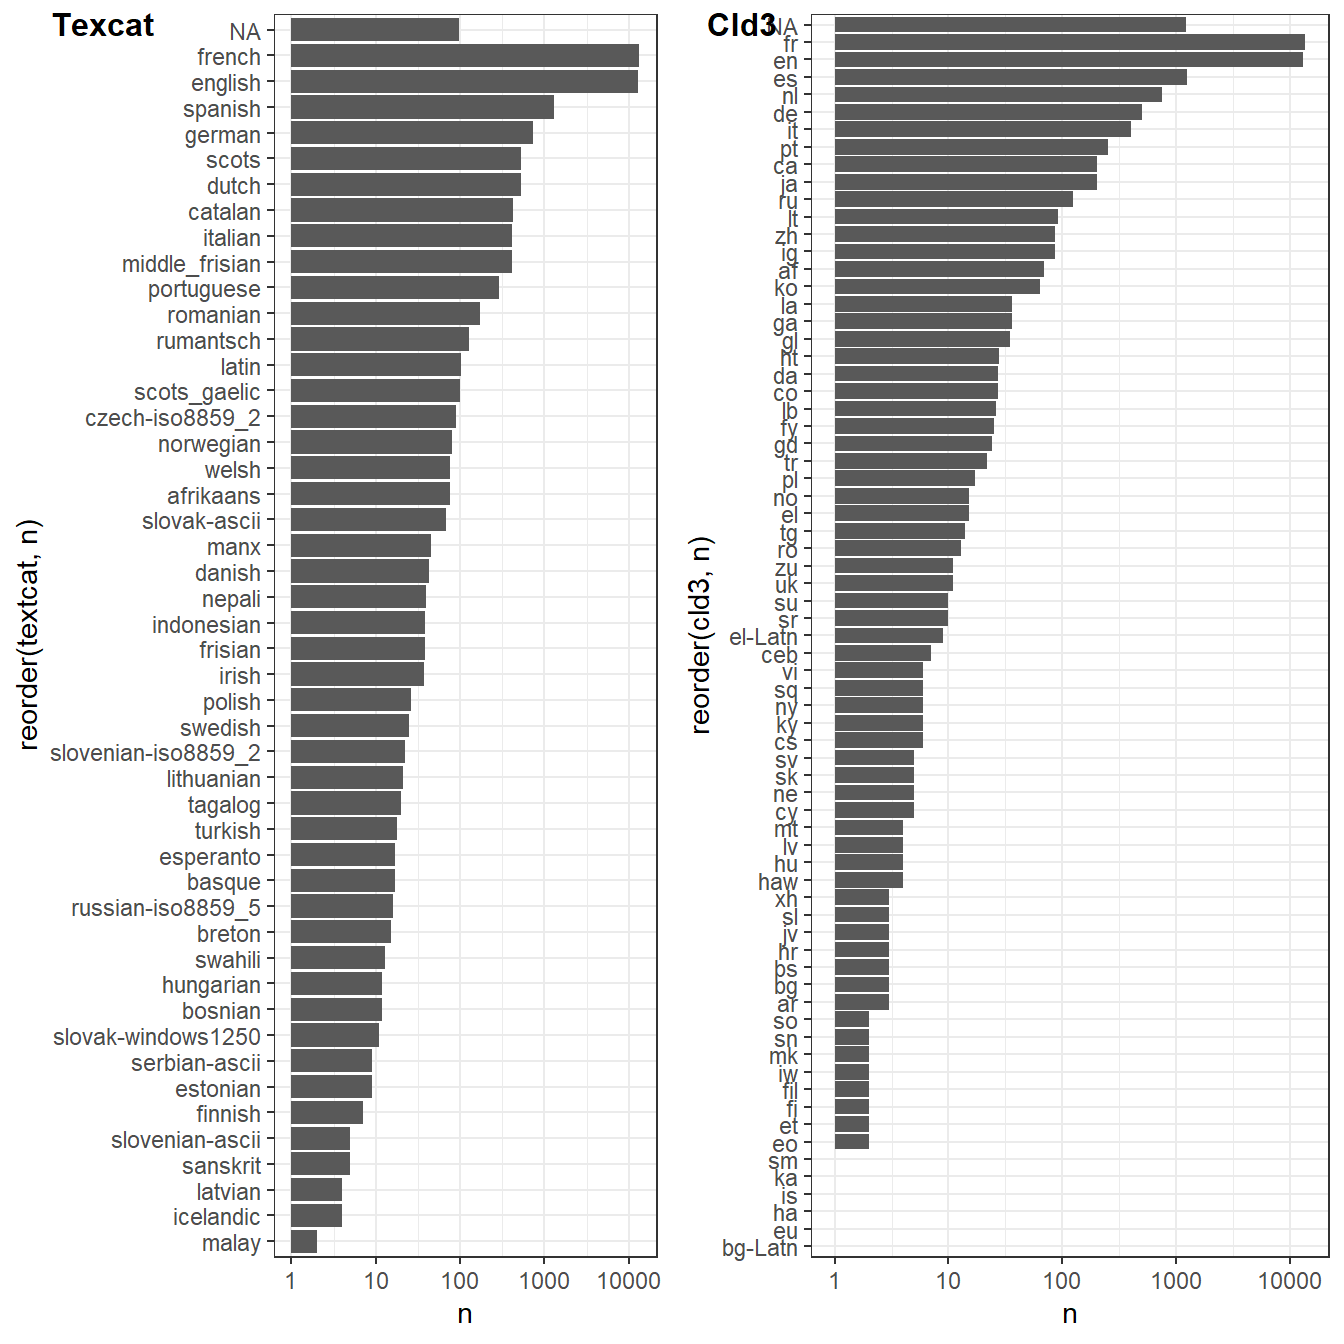 Texcat
reorder(textcat, n)
NA
french
english
spanish
german
scots
dutch
catalan
italian
middle_frisian
portuguese
romanian
rumantsch
latin
scots_gaelic
czech-iso8859_2
norwegian
welsh
afrikaans
slovak-ascii
manx
danish
nepali
indonesian
frisian
irish
polish
swedish
slovenian-iso8859_2
lithuanian
tagalog
turkish
esperanto
basque
russian-iso8859_5
breton
swahili
hungarian
bosnian
slovak-windows1250
serbian-ascii
estonian
finnish
slovenian-ascii
sanskrit
latvian
icelandic
malay
1 10 100 1000 10000
n
Cld3
reorder(cld3, n)
NA
fr
en
es
nl
de
it
pt
ca
ja
ru
lt
zh
ig
af
ko
la
ga
gl
ht
da
co
lb
fy
gd
tr
pl
no
el
tg
ro
zu
uk
su
sr
el-Latn
ceb
vi
sq
ny
ky
cs
sv
sk
ne
cy
mt
lv
hu
haw
xh
sl
jv
hr
bs
bg
ar
so
sn
mk
iw
fil
fi
et
eo
sm
ka
is
ha
eu
bg-Latn
1 10 100 1000 10000
n